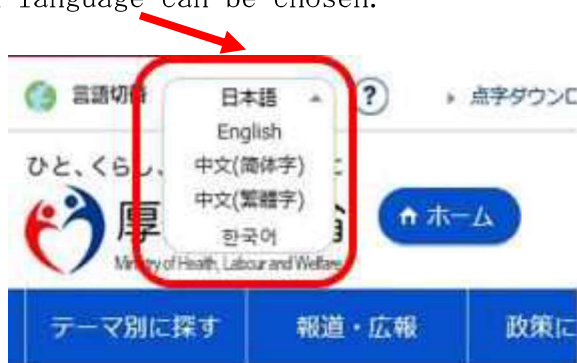 language can be chosen.
言語切替 日本語 ? 点字ダウンロ
English
ひと、くらし、 に
中文(简体字)
中文(繁體字)
厚 省 ホーム
한국어
Ministry of Health, Labour and Welfare
テーマ別に探す 報道・広報 政策に